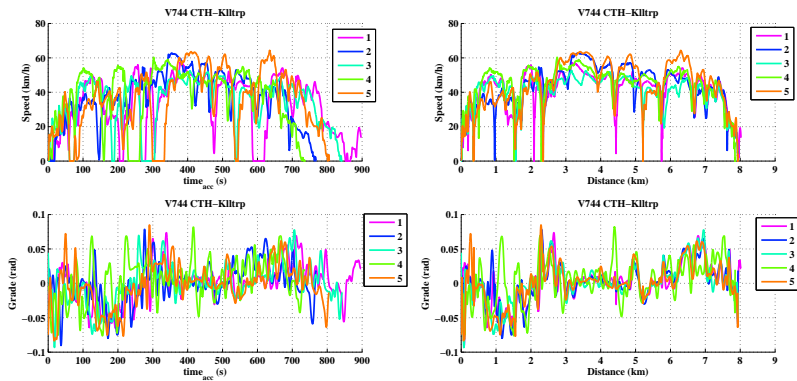 V744 CTH−Klltrp
Speed (km/h)
80
60
40
20
0
0 100 200 300 400 500 600 700 800 900
time_acc (s)
1
2
3
4
5
V744 CTH−Klltrp
Speed (km/h)
80
60
40
20
0
0 1 2 3 4 5 6 7 8 9
Distance (km)
1
2
3
4
5
V744 CTH−Klltrp
Grade (rad)
0.1
0.05
0
−0.05
−0.1
0 100 200 300 400 500 600 700 800 900
time_acc (s)
1
2
3
4
5
V744 CTH−Klltrp
Grade (rad)
0.1
0.05
0
−0.05
−0.1
0 1 2 3 4 5 6 7 8 9
Distance (km)
1
2
3
4
5